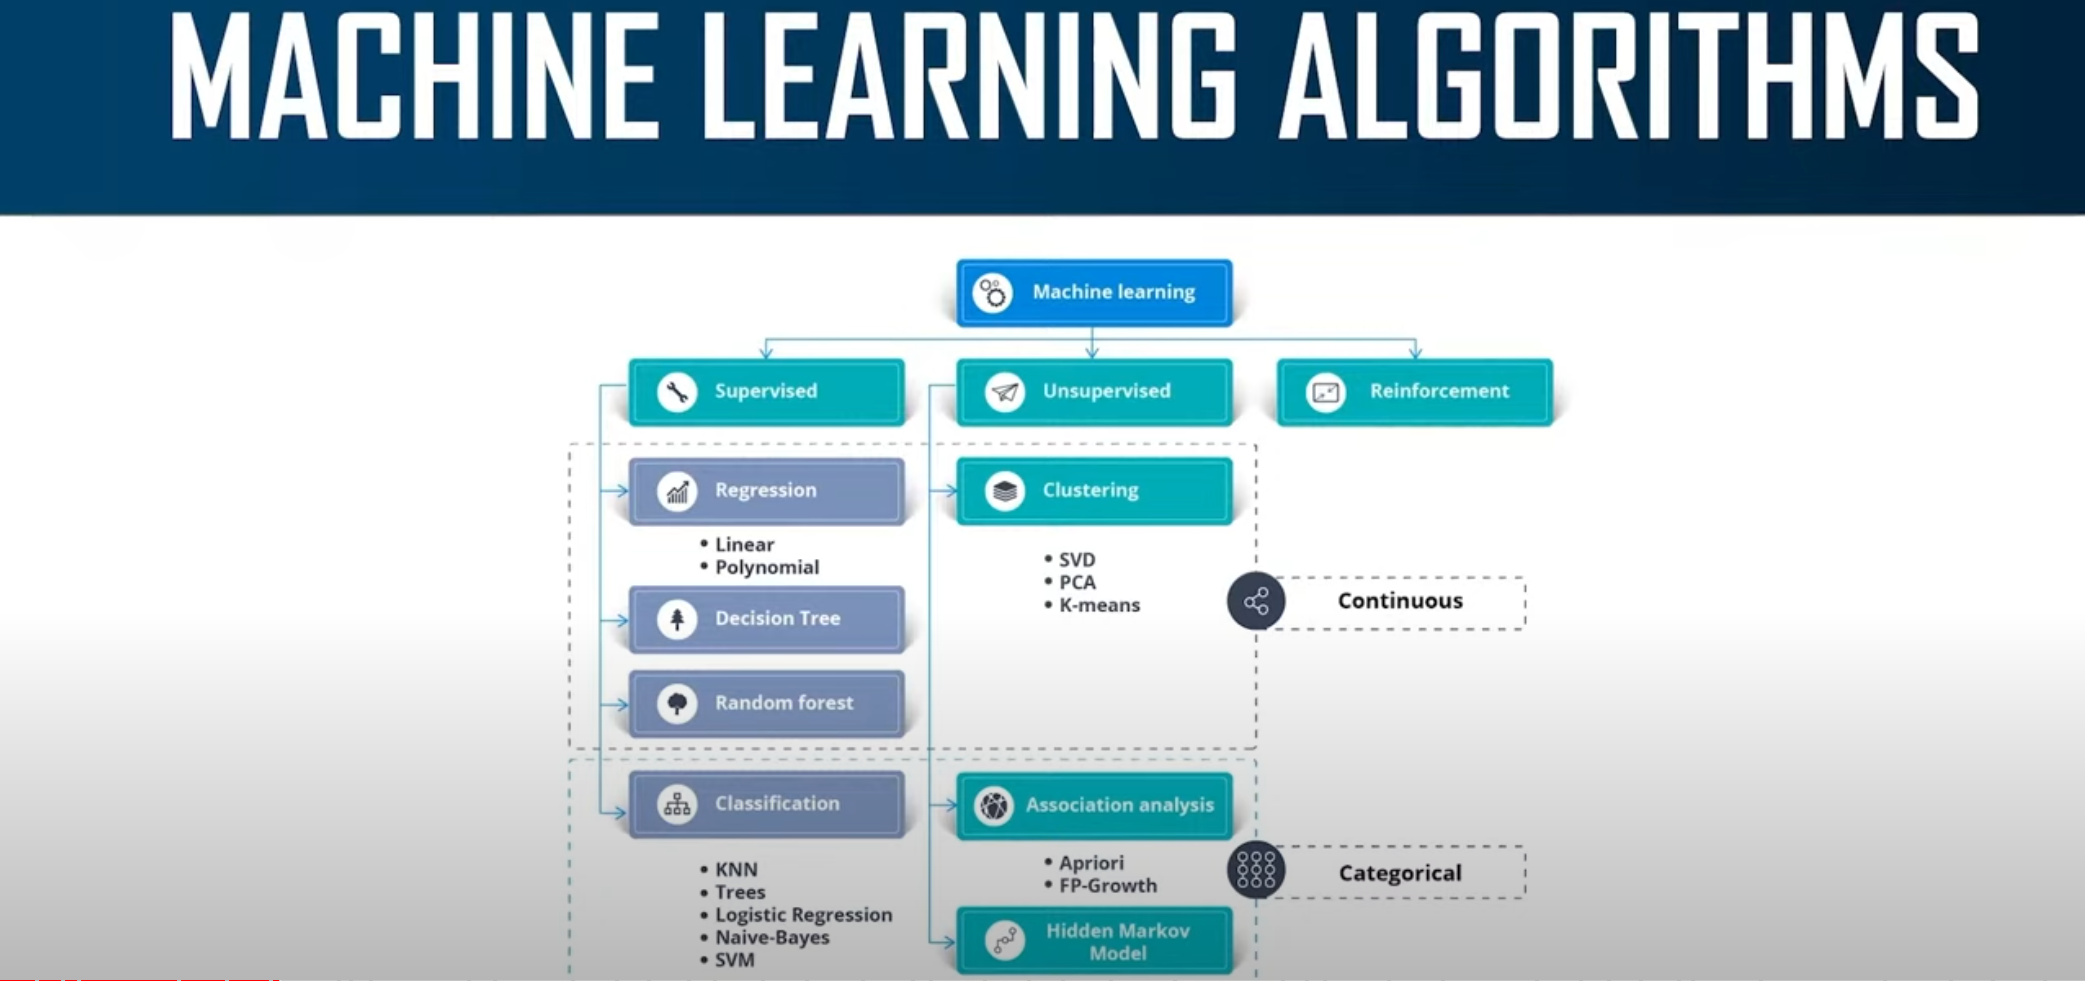 MACHINE LEARNING ALGORITHMS
Machine learning
Supervised
Unsupervised
Reinforcement
Regression
• Linear
• Polynomial
Decision Tree
Random forest
Clustering
• SVD
• PCA
• K-means
Continuous
Classification
• KNN
• Trees
• Logistic Regression
• Naive-Bayes
• SVM
Association analysis
• Apriori
• FP-Growth
Hidden Markov
Model
Categorical